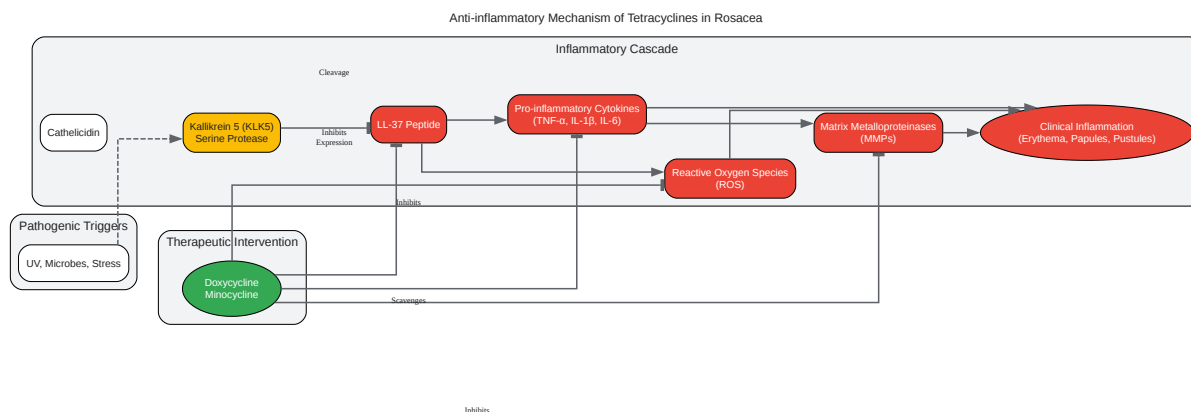 Anti-inflammatory Mechanism of Tetracyclines in Rosacea
Inflammatory Cascade
Cleavage
Cathelicidin
Kallikrein 5 (KLK5)
Serine Protease
Inhibits
Expression
LL-37 Peptide
Pro-inflammatory Cytokines
(TNF-α, IL-1β, IL-6)
Matrix Metalloproteinases
(MMPs)
Clinical Inflammation
(Erythema, Papules, Pustules)
Reactive Oxygen Species
(ROS)
Inhibits
Pathogenic Triggers
UV, Microbes, Stress
Therapeutic Intervention
Doxycycline
Minocycline
Scavenges
Inhibits